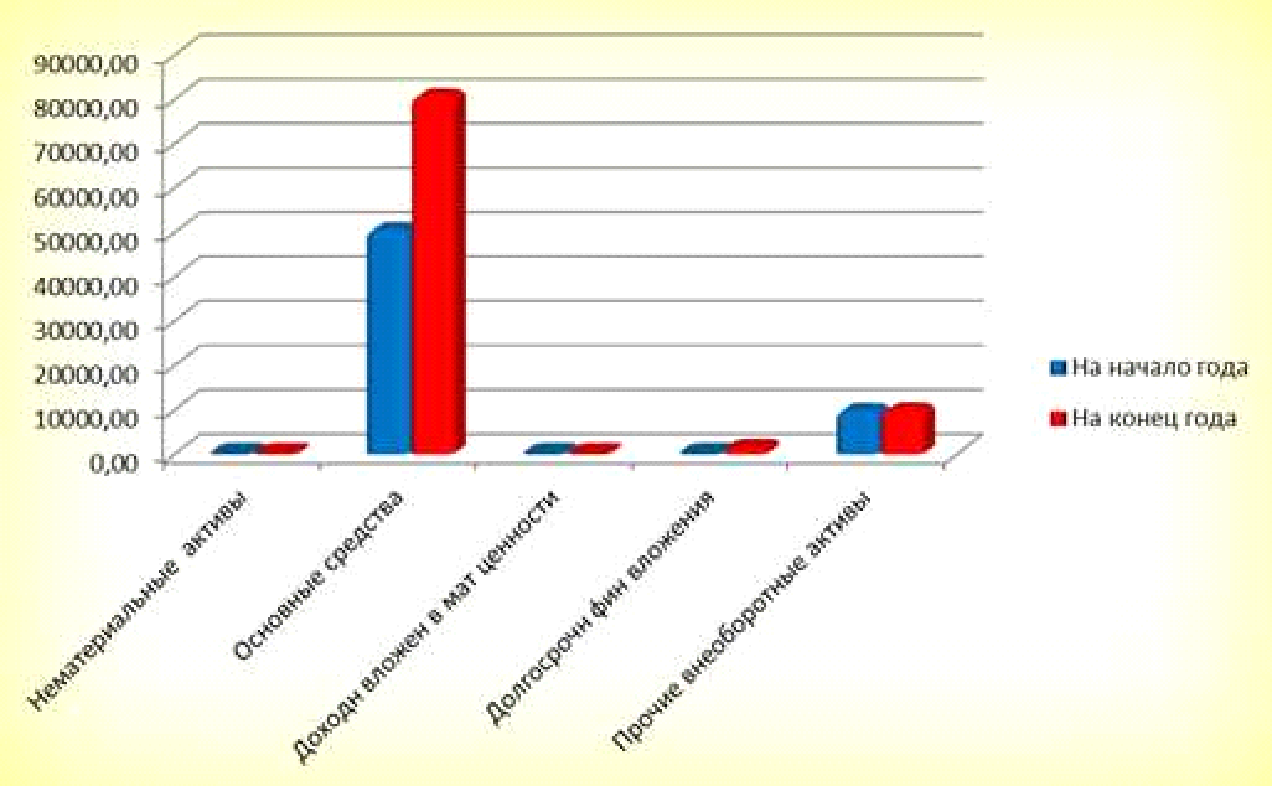 90000,00
80000,00
70000,00
60000,00
50000,00
40000,00
30000,00
20000,00
10000,00
0,00
Нематериальные активы
Основные средства
Доходн вложен в мат ценности
Долгосрочн фин вложения
Прочие внеоборотные активы
На начало года
На конец года